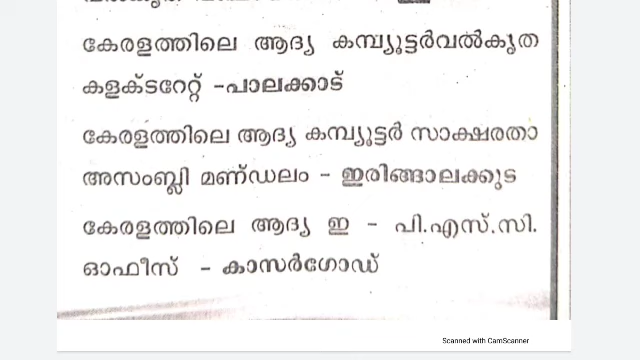 കേരളത്തിലെ ആദ്യ കമ്പ്യൂട്ടർവൽകൃത
കളക്ടറേറ്റ് -പാലക്കാട്
കേരളത്തിലെ ആദ്യ കമ്പ്യൂട്ടർ സാക്ഷരതാ
അസംബ്ലി മണ്ഡലം - ഇരിങ്ങാലക്കുട
കേരളത്തിലെ ആദ്യ ഇ - പി.എസ്.സി.
ഓഫീസ് - കാസർഗോഡ്
Scanned with CamScanner